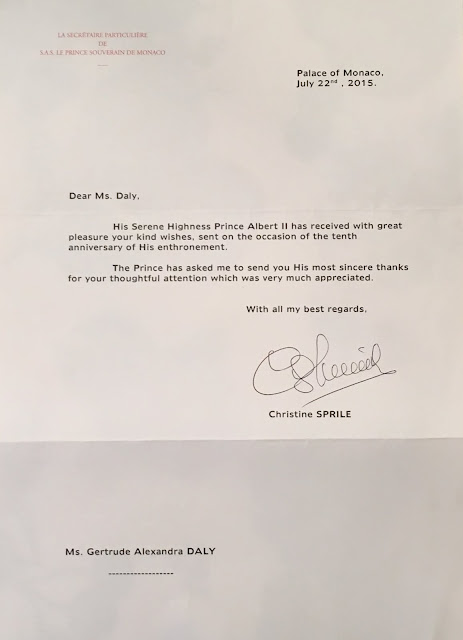 LA SECRÉTAIRE PARTICULIÈRE
DE
S.A.S. LE PRINCE SOUVERAIN DE MONACO
Palace of Monaco,
July 22nd , 2015.
Dear Ms. Daly,
His Serene Highness Prince Albert II has received with great
pleasure your kind wishes, sent on the occasion of the tenth
anniversary of His enthronement.
The Prince has asked me to send you His most sincere thanks
for your thoughtful attention which was very much appreciated.
With all my best regards,
Christine SPRILE
Ms. Gertrude Alexandra DALY
------------------